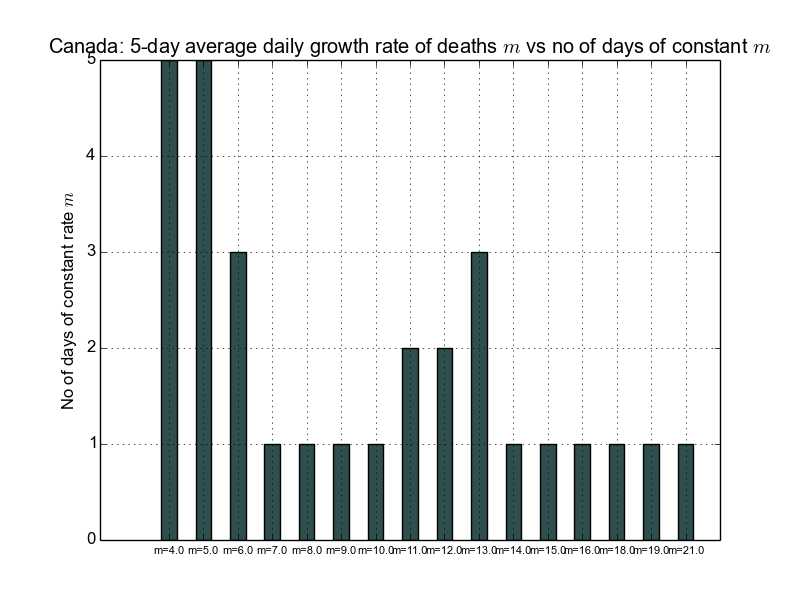 Canada: 5-day average daily growth rate of deaths m vs no of days of constant m
5
4
3
2
1
0
No of days of constant rate m
m=4.0 m=5.0 m=6.0 m=7.0 m=8.0 m=9.0 m=10.0 m=11.0 m=12.0 m=13.0 m=14.0 m=15.0 m=16.0 m=18.0 m=19.0 m=21.0